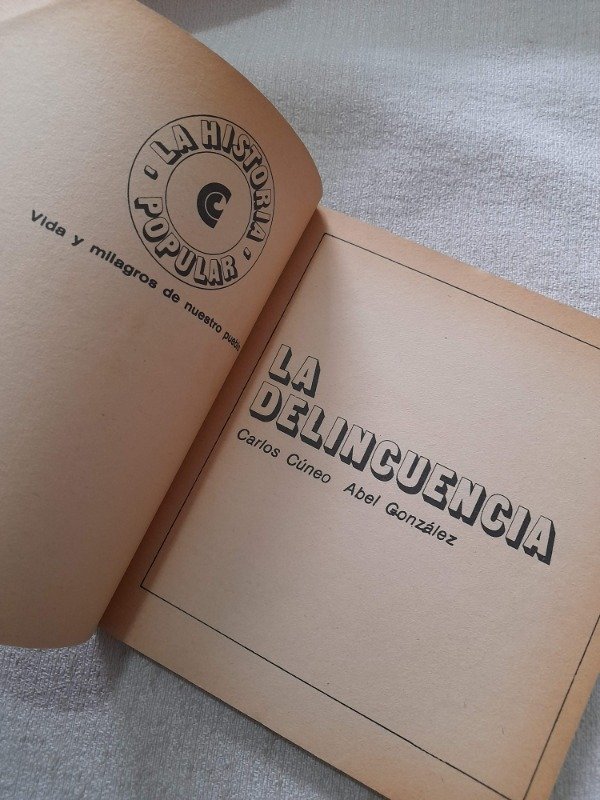 LA HISTORIA
POPULAR
Vida y milagros de nuestro pueblo
LA
DELINCUENCIA
Carlos Cúneo Abel González